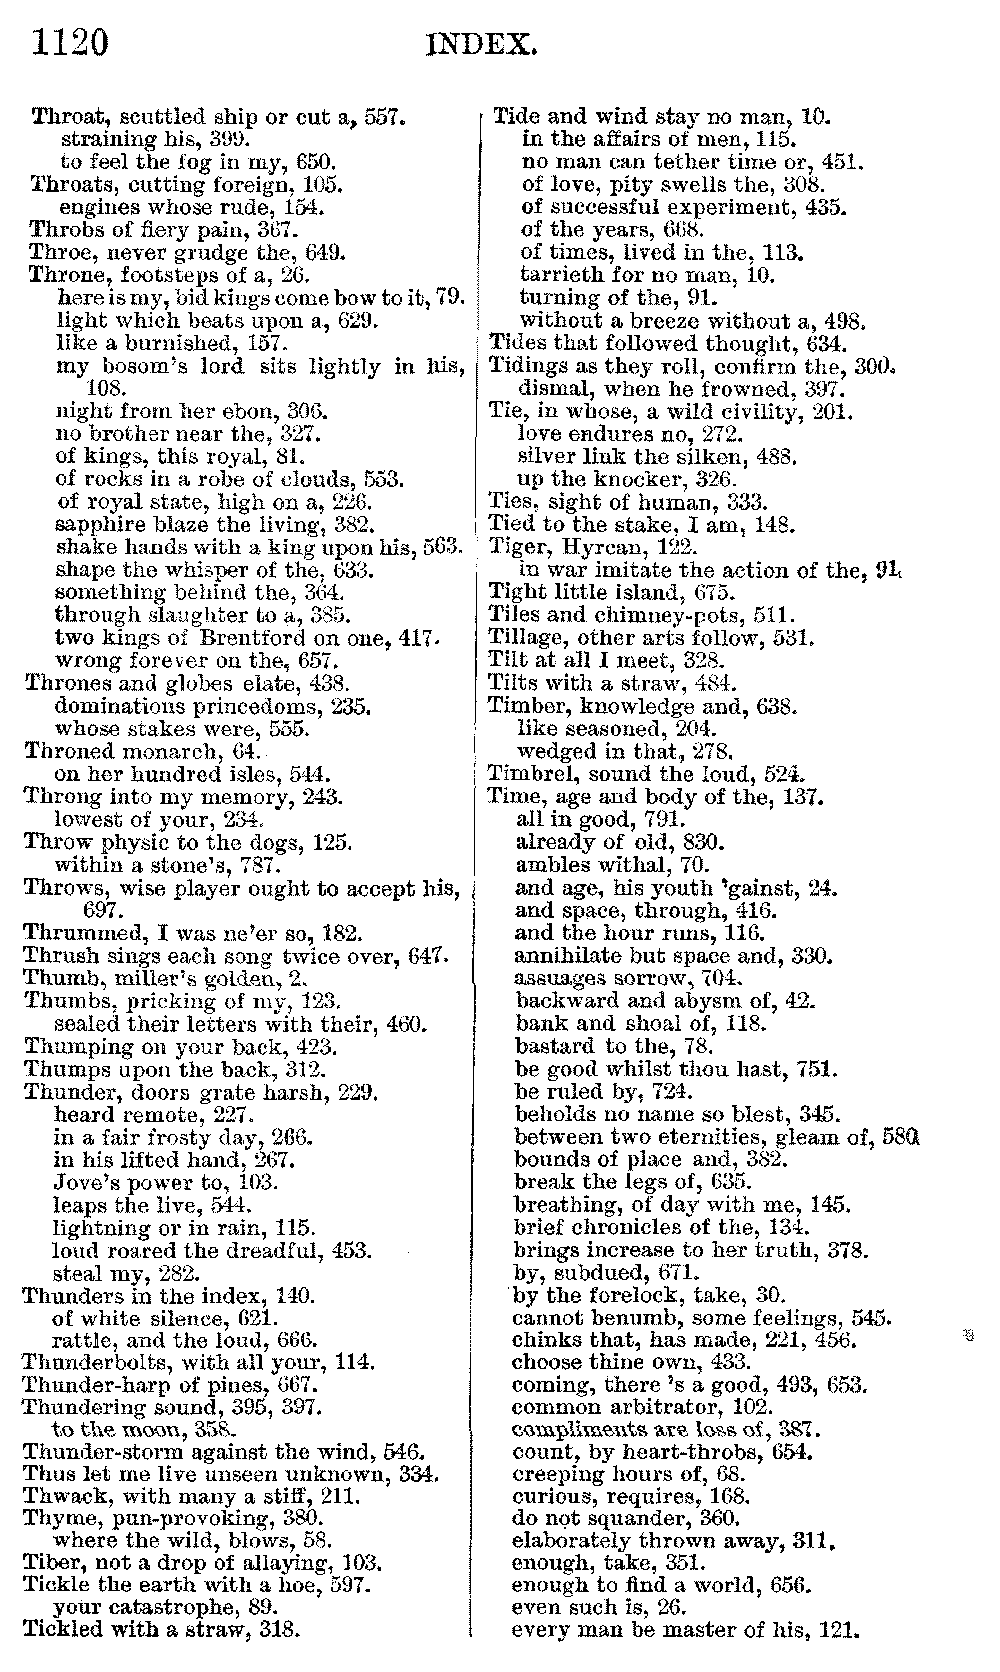 1120
INDEX.
Throat, scuttled ship or cut a, 557.
straining his, 399.
to feel the fog in my, 650.
Throats, cutting foreign, 105.
engines whose rude, 154.
Throbs of fiery pain, 367.
Throe, never grudge the, 649.
Throne, footsteps of a, 26.
here is my, bid kings come bow to it, 79.
light which beats upon a, 629.
like a burnished, 157.
my bosom's lord sits lightly in his,
108.
night from her ebon, 306.
no brother near the, 327.
of kings, this royal, 81.
of rocks in a robe of clouds, 553.
of royal state, high on a, 226.
sapphire blaze the living, 382.
shake hands with a king upon his, 563.
shape the whisper of the, 633.
something behind the, 364.
through slaughter to a, 385.
two kings of Brentford on one, 417.
wrong forever on the, 657.
Thrones and globes elate, 438.
dominations princedoms, 235.
whose stakes were, 555.
Throned monarch, 64.
on her hundred isles, 544.
Throng into my memory, 243.
lowest of your, 234.
Throw physic to the dogs, 125.
within a stone's, 787.
Throws, wise player ought to accept his,
697.
Thrummed, I was ne'er so, 182.
Thrush sings each song twice over, 647.
Thumb, miller's golden, 2.
Thumbs, pricking of my, 123.
sealed their letters with their, 460.
Thumping on your back, 423.
Thumps upon the back, 312.
Thunder, doors grate harsh, 229.
heard remote, 227.
in a fair frosty day, 266.
in his lifted hand, 267.
Jove's power to, 103.
leaps the live, 544.
lightning or in rain, 115.
loud roared the dreadful, 453.
steal my, 282.
Thunders in the index, 140.
of white silence, 621.
rattle, and the loud, 666.
Thunderbolts, with all your, 114.
Thunder-harp of pines, 667.
Thundering sound, 395, 397.
to the moon, 358.
Thunder-storm against the wind, 546.
Thus let me live unseen unknown, 334.
Thwack, with many a stiff, 211.
Thyme, pun-provoking, 380.
where the wild, blows, 58.
Tiber, not a drop of allaying, 103.
Tickle the earth with a hoe, 597.
your catastrophe, 89.
Tickled with a straw, 318.
Tide and wind stay no man, 10.
in the affairs of men, 115.
no man can tether time or, 451.
of love, pity swells the, 308.
of successful experiment, 435.
of the years, 668.
of times, lived in the, 113.
tarrieth for no man, 10.
turning of the, 91.
without a breeze without a, 498.
Tides that followed thought, 634.
Tidings as they roll, confirm the, 300.
dismal, when he frowned, 397.
Tie, in whose, a wild civility, 201.
love endures no, 272.
silver link the silken, 488.
up the knocker, 326.
Ties, sight of human, 333.
Tied to the stake, I am, 148.
Tiger, Hyrcan, 122.
in war imitate the action of the, 91.
Tight little island, 675.
Tiles and chimney-pots, 511.
Tillage, other arts follow, 531.
Tilt at all I meet, 328.
Tilts with a straw, 484.
Timber, knowledge and, 638.
like seasoned, 204.
wedged in that, 278.
Timbrel, sound the loud, 524.
Time, age and body of the, 137.
all in good, 791.
already of old, 830.
ambles withal, 70.
and age, his youth 'gainst, 24.
and space, through, 416.
and the hour runs, 116.
annihilate but space and, 330.
assuages sorrow, 704.
backward and abysm of, 42.
bank and shoal of, 118.
bastard to the, 78.
be good whilst thou hast, 751.
be ruled by, 724.
beholds no name so blest, 345.
between two eternities, gleam of, 580.
bounds of place and, 382.
break the legs of, 635.
breathing, of day with me, 145.
brief chronicles of the, 134.
brings increase to her truth, 378.
by, subdued, 671.
by the forelock, take, 30.
cannot benumb, some feelings, 545.
chinks that, has made, 221, 456.
choose thine own, 433.
coming, there 's a good, 493, 653.
common arbitrator, 102.
compliments are loss of, 387.
count, by heart-throbs, 654.
creeping hours of, 68.
curious, requires, 168.
do not squander, 360.
elaborately thrown away, 311.
enough, take, 351.
enough to find a world, 656.
even such is, 26.
every man be master of his, 121.